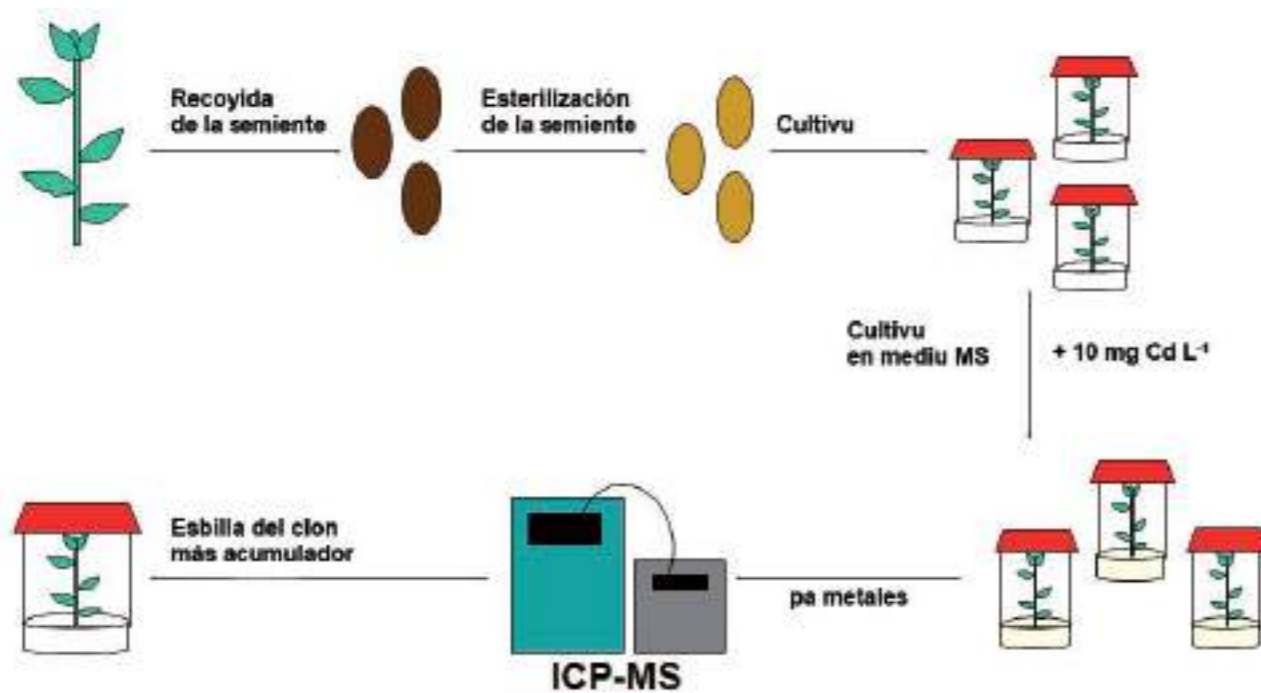 Recoyida
de la semiente
Esterilización
de la semiente
Cultivu
Cultivu
en mediu MS
+ 10 mg Cd L⁻¹
Esbilla del clon
más acumulador
pa metales
ICP-MS